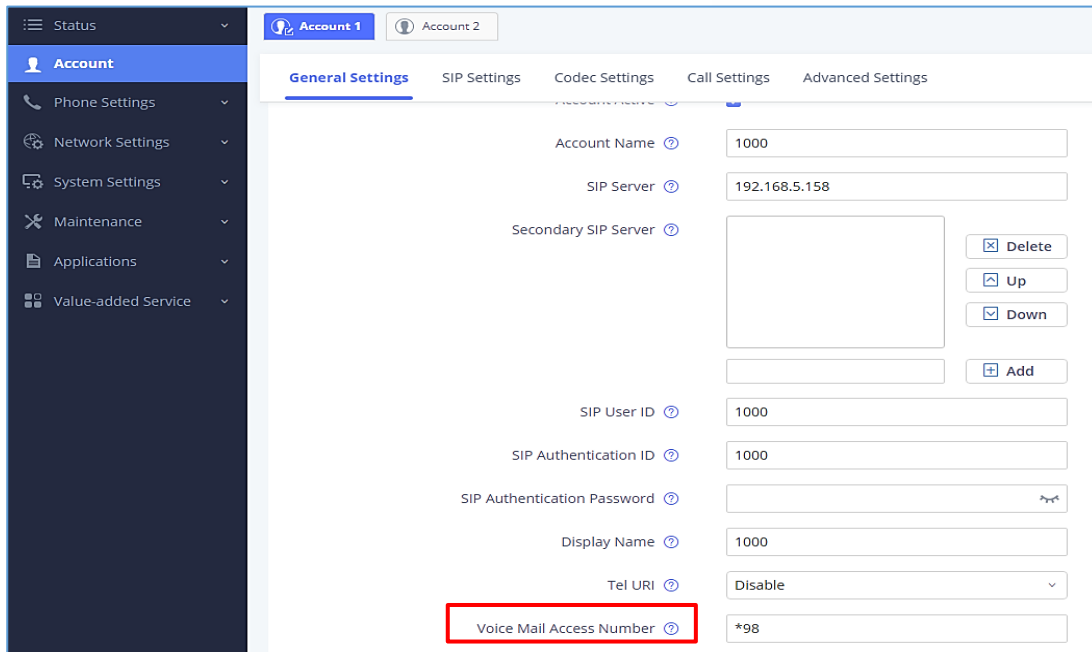 Status
Account
Phone Settings
Network Settings
System Settings
Maintenance
Applications
Value-added Service
Account 1
Account 2
General Settings
SIP Settings
Codec Settings
Call Settings
Advanced Settings
Account Active
Account Name
1000
SIP Server
192.168.5.158
Secondary SIP Server
Delete
Up
Down
Add
SIP User ID
1000
SIP Authentication ID
1000
SIP Authentication Password
Display Name
1000
Tel URI
Disable
Voice Mail Access Number
*98